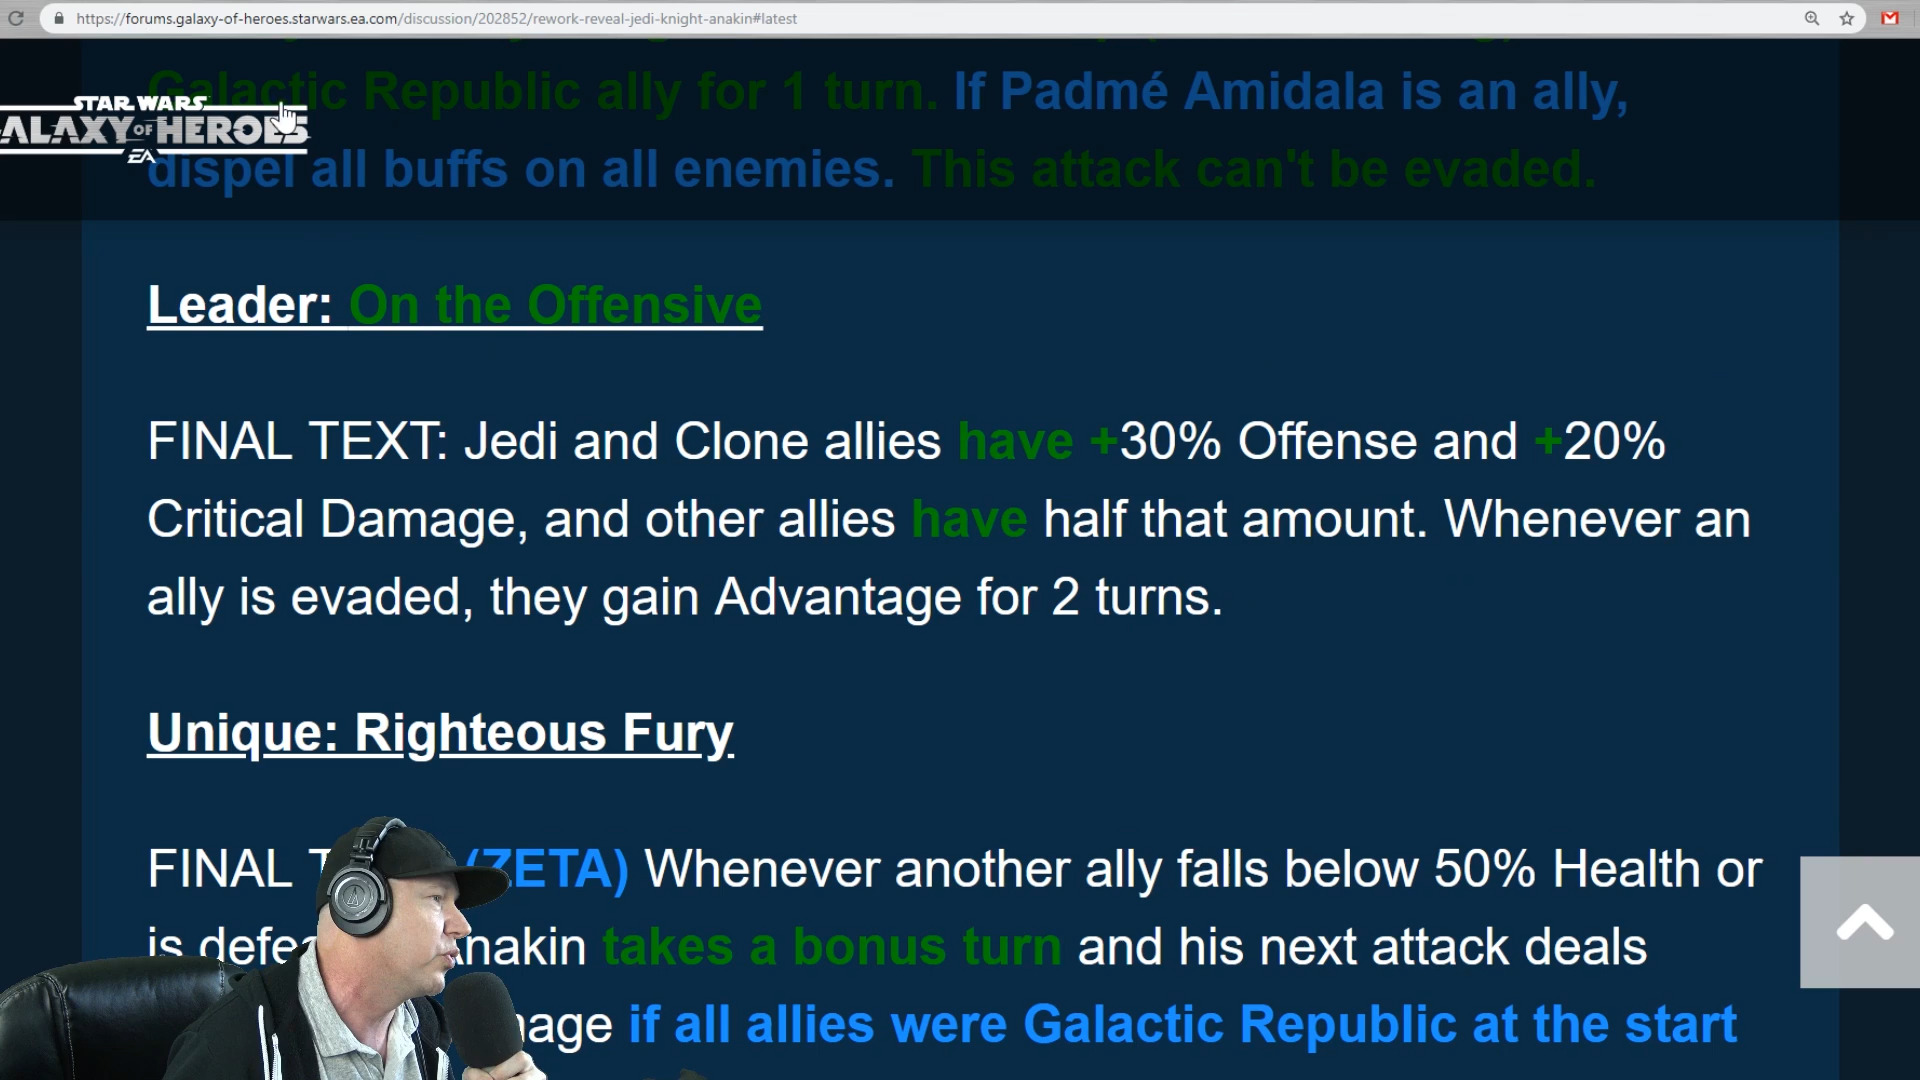 https://forums.galaxy-of-heroes.starwars.ea.com/discussion/202852/rework-reveal-jedi-knight-anakin#latest
Galactic Republic ally for 1 turn. If Padmé Amidala is an ally,
STAR WARS
GALAXY OF HEROES
EA
dispel all buffs on all enemies. This attack can't be evaded.
Leader: On the Offensive
FINAL TEXT: Jedi and Clone allies have +30% Offense and +20%
Critical Damage, and other allies have half that amount. Whenever an
ally is evaded, they gain Advantage for 2 turns.
Unique: Righteous Fury
FINAL (ZETA) Whenever another ally falls below 50% Health or
is takes a bonus turn and his next attack deals
if all allies were Galactic Republic at the start